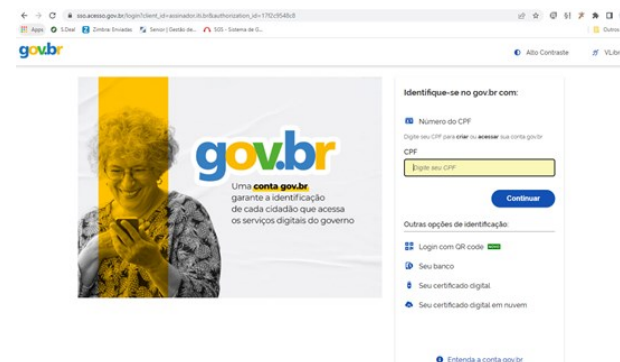 sso.acesso.gov.br/login?client_id=assinador.iti.br&authorization_id=17f2c9548c8
Apps
Zimbra: Enviadas
Senior | Gestão de...
SGS - Sistema de G...
Outros
gov.br
Alto Contraste
VLibr
gov.br
Uma conta gov.br
garante a identificação
de cada cidadão que acessa
os serviços digitais do governo
Identifique-se no gov.br com:
Número do CPF
Digite seu CPF para criar ou acessar sua conta gov.br
CPF
Digite seu CPF
Continuar
Outras opções de identificação:
Login com QR code NOVO
Seu banco
Seu certificado digital
Seu certificado digital em nuvem
Entenda a conta gov.br